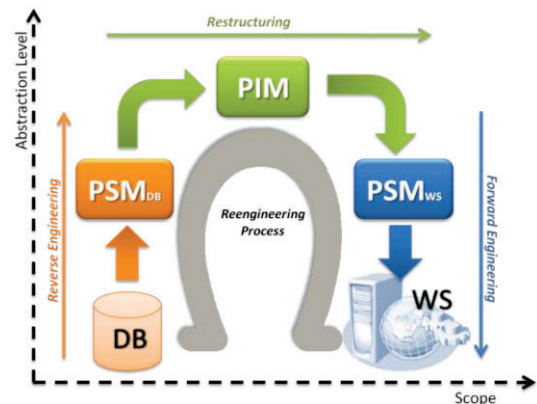 Restructuring
Abstraction Level
PIM
Reverse Engineering
PSMDB
PSMWS
Forward Engineering
Reengineering
Process
DB
WS
Scope